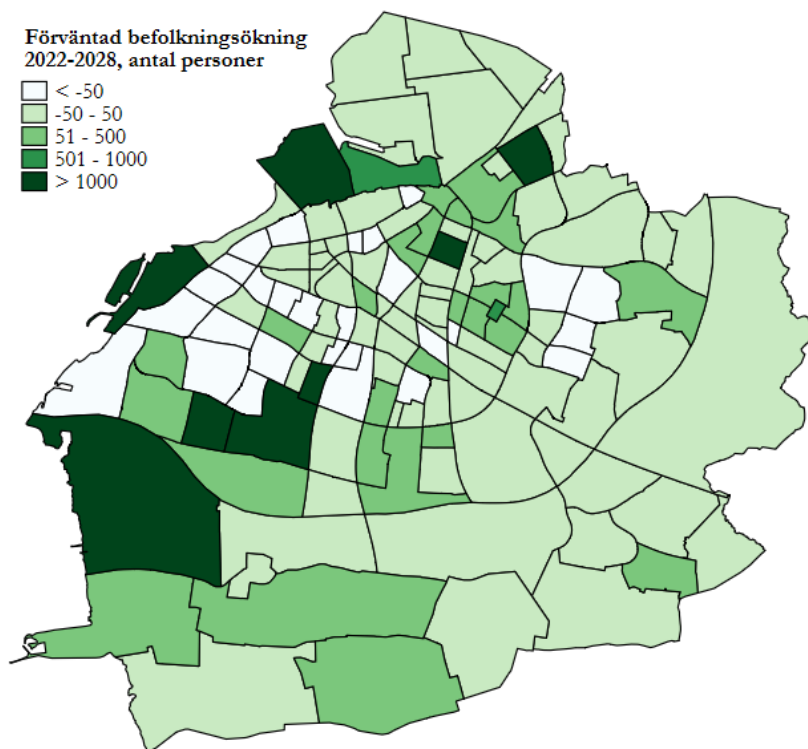 Förväntad befolkningsökning
2022-2028, antal personer
< -50
-50 - 50
51 - 500
501 - 1000
> 1000